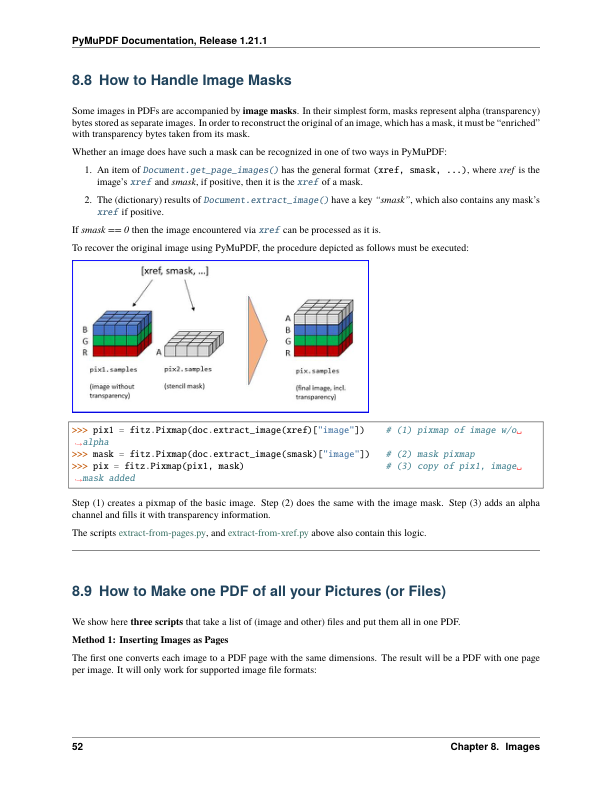 PyMuPDF Documentation, Release 1.21.1
8.8 How to Handle Image Masks
Some images in PDFs are accompanied by image masks. In their simplest form, masks represent alpha (transparency)
bytes stored as separate images. In order to reconstruct the original of an image, which has a mask, it must be “enriched”
with transparency bytes taken from its mask.
Whether an image does have such a mask can be recognized in one of two ways in PyMuPDF:
1. An item of Document.get_page_images() has the general format (xref, smask, ...), where xref is the
image’s xref and smask, if positive, then it is the xref of a mask.
2. The (dictionary) results of Document.extract_image() have a key “smask”, which also contains any mask’s
xref if positive.
If smask == 0 then the image encountered via xref can be processed as it is.
To recover the original image using PyMuPDF, the procedure depicted as follows must be executed:
[xref, smask, ...]
B
G
R
A
A
B
G
R
pix1.samples
pix2.samples
pix.samples
(image without
transparency)
(stencil mask)
(final image, incl.
transparency)
>>> pix1 = fitz.Pixmap(doc.extract_image(xref)["image"]) # (1) pixmap of image w/o␣
↪alpha
>>> mask = fitz.Pixmap(doc.extract_image(smask)["image"]) # (2) mask pixmap
>>> pix = fitz.Pixmap(pix1, mask) # (3) copy of pix1, image␣
↪mask added
Step (1) creates a pixmap of the basic image. Step (2) does the same with the image mask. Step (3) adds an alpha
channel and fills it with transparency information.
The scripts extract-from-pages.py, and extract-from-xref.py above also contain this logic.
8.9 How to Make one PDF of all your Pictures (or Files)
We show here three scripts that take a list of (image and other) files and put them all in one PDF.
Method 1: Inserting Images as Pages
The first one converts each image to a PDF page with the same dimensions. The result will be a PDF with one page
per image. It will only work for supported image file formats:
52
Chapter 8. Images